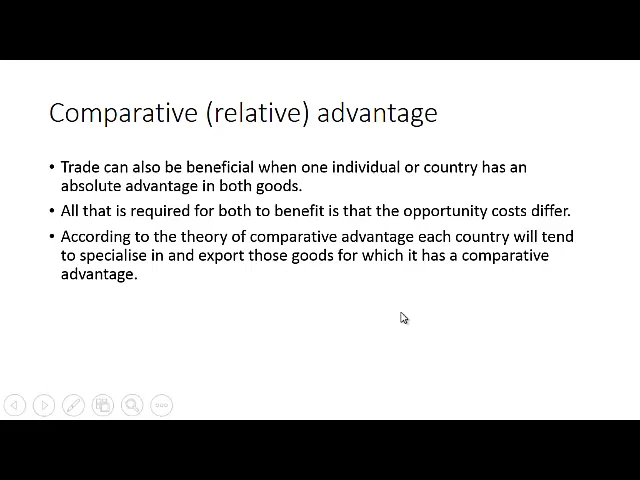 Comparative (relative) advantage
• Trade can also be beneficial when one individual or country has an
absolute advantage in both goods.
• All that is required for both to benefit is that the opportunity costs differ.
• According to the theory of comparative advantage each country will tend
to specialise in and export those goods for which it has a comparative
advantage.